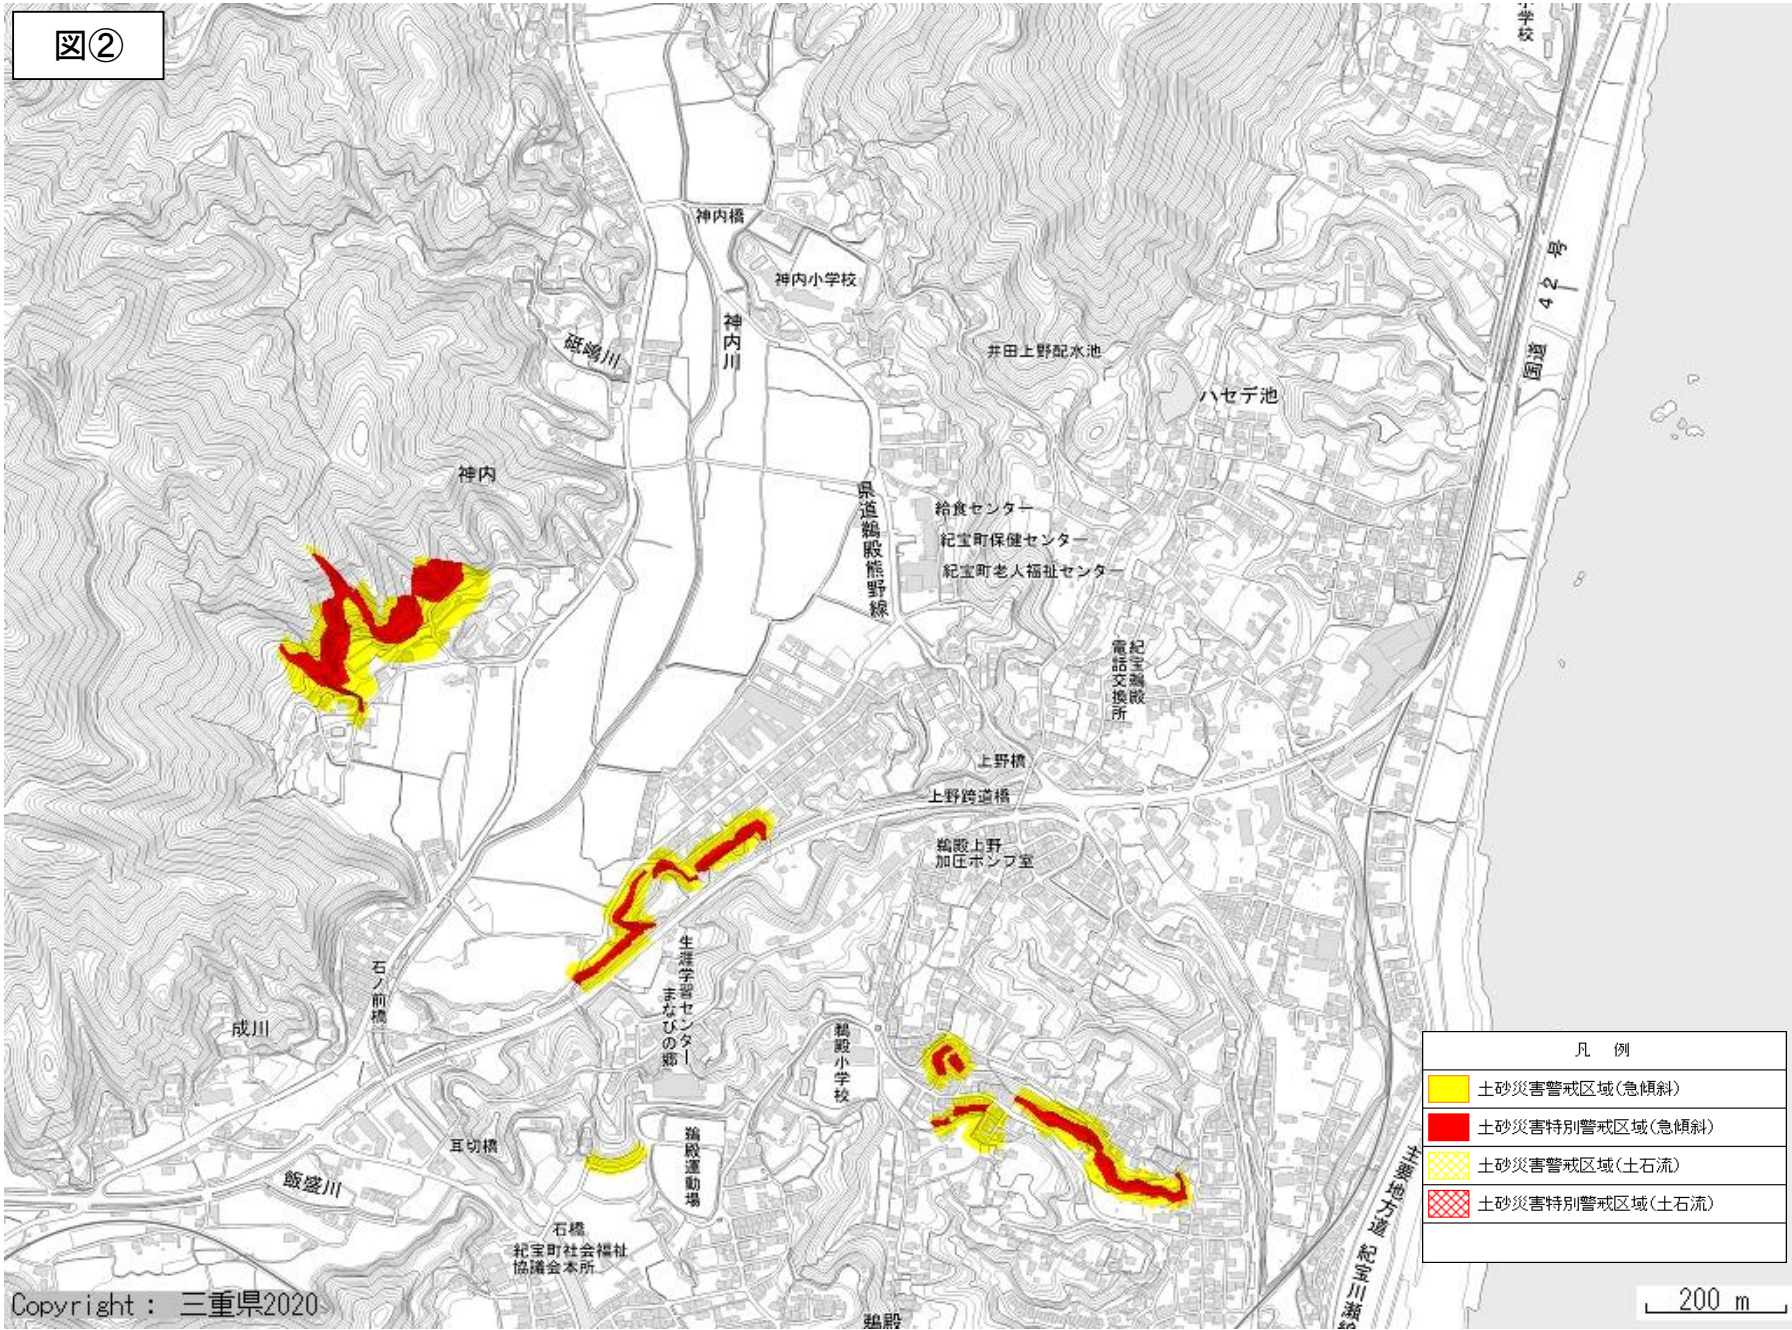 図②
小学校
神内橋
神内小学校
神内川
砥嶋川
国道 42 号
井田上野配水池
ハセデ池
神内
県道鵜殿熊野線
給食センター
紀宝町保健センター
紀宝町老人福祉センター
紀宝鵜殿
電話交換所
上野橋
上野跨道橋
鵜殿上野
加圧ポンプ室
生涯学習センター
まなびの郷
石ノ前橋
成川
鵜殿小学校
耳切橋
鵜殿運動場
飯盛川
石橋
紀宝町社会福祉
協議会本所
鵜殿
主要地方道 紀宝川瀬線
凡 例
土砂災害警戒区域(急傾斜)
土砂災害特別警戒区域(急傾斜)
土砂災害警戒区域(土石流)
土砂災害特別警戒区域(土石流)
200 m
Copyright : 三重県2020